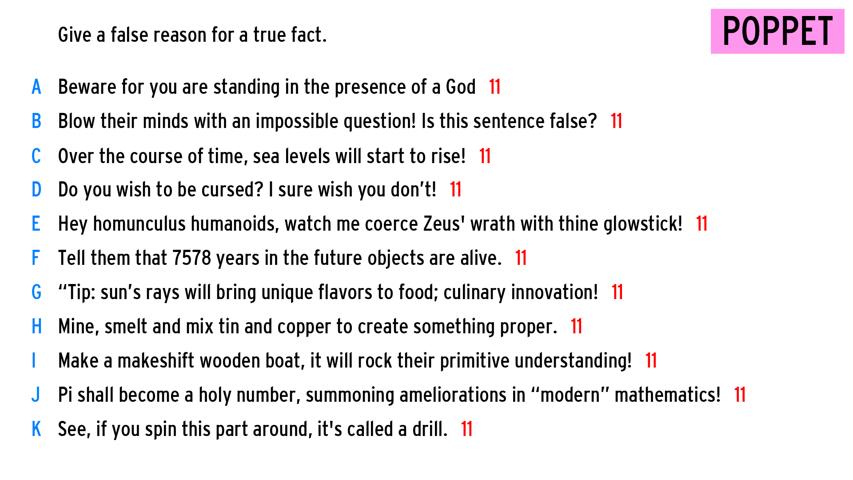 Give a false reason for a true fact.
POPPET
A Beware for you are standing in the presence of a God 11
B Blow their minds with an impossible question! Is this sentence false? 11
C Over the course of time, sea levels will start to rise! 11
D Do you wish to be cursed? I sure wish you don’t! 11
E Hey homunculus humanoids, watch me coerce Zeus' wrath with thine glowstick! 11
F Tell them that 7578 years in the future objects are alive. 11
G “Tip: sun’s rays will bring unique flavors to food; culinary innovation! 11
H Mine, smelt and mix tin and copper to create something proper. 11
I Make a makeshift wooden boat, it will rock their primitive understanding! 11
J Pi shall become a holy number, summoning ameliorations in “modern” mathematics! 11
K See, if you spin this part around, it's called a drill. 11